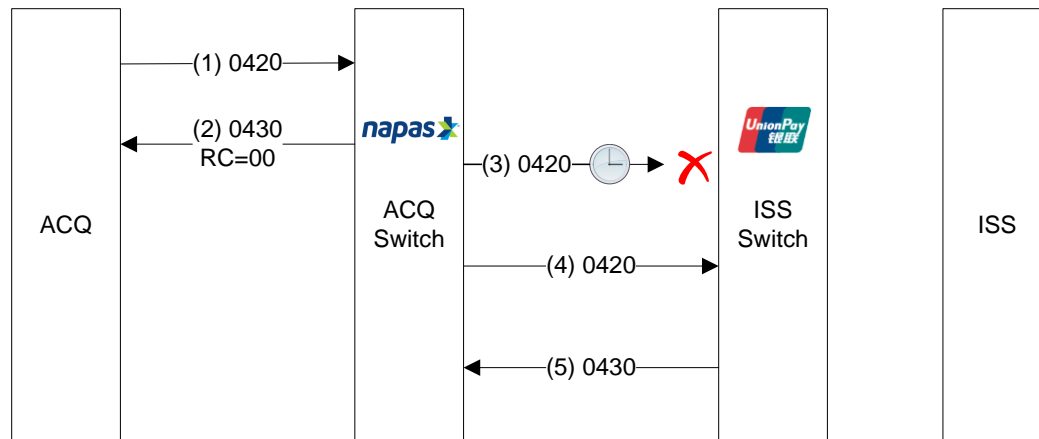 (1) 0420
(2) 0430
RC=00
napas
UnionPay
银联
(3) 0420
ACQ
ACQ
Switch
ISS
Switch
ISS
(4) 0420
(5) 0430